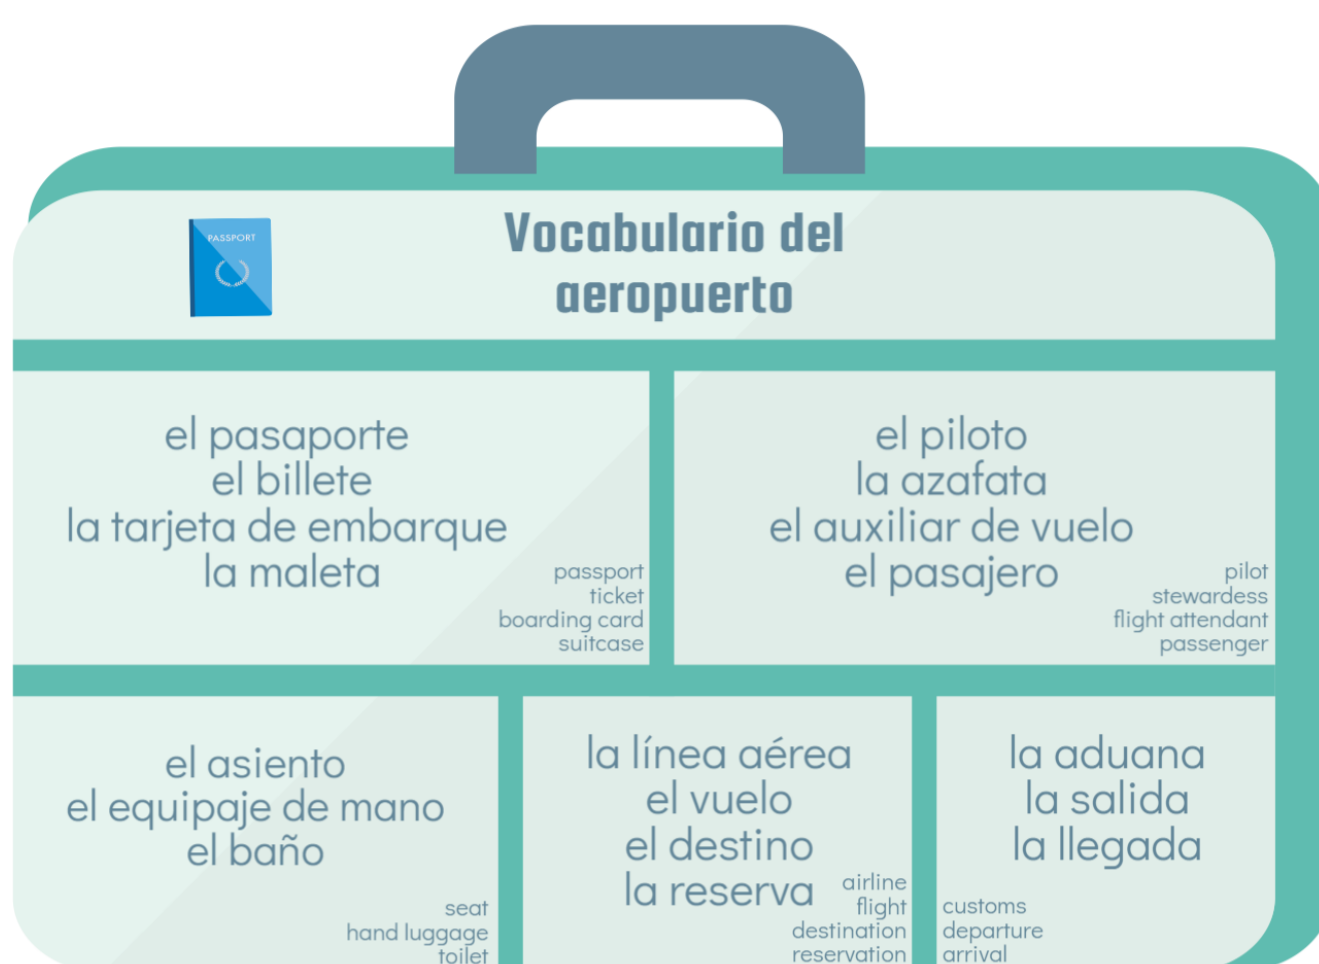 PASSPORT
Vocabulario del
aeropuerto
el pasaporte
el billete
la tarjeta de embarque
la maleta
passport
ticket
boarding card
suitcase
el piloto
la azafata
el auxiliar de vuelo
el pasajero
pilot
stewardess
flight attendant
passenger
el asiento
el equipaje de mano
el baño
seat
hand luggage
toilet
la línea aérea
el vuelo
el destino
la reserva
airline
flight
destination
reservation
la aduana
la salida
la llegada
customs
departure
arrival